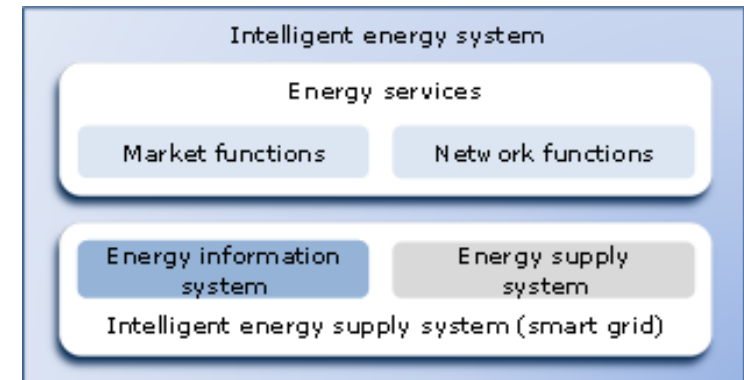 Intelligent energy system
Energy services
Market functions
Network functions
Energy information
system
Energy supply
system
Intelligent energy supply system (smart grid)